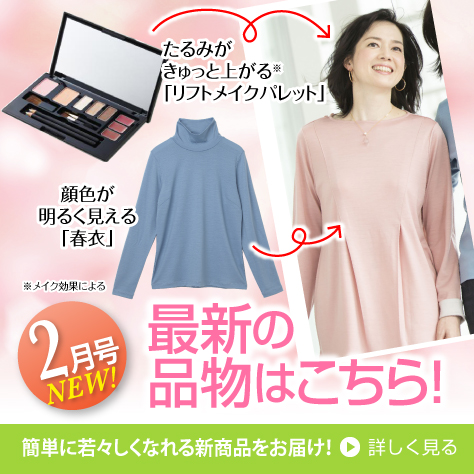 たるみが
きゅっと上がる※
「リフトメイクパレット」
顔色が
明るく見える
「春衣」
※メイク効果による
2月号
NEW!
最新の
品物はこちら!
簡単に若々しくなれる新商品をお届け! 詳しく見る